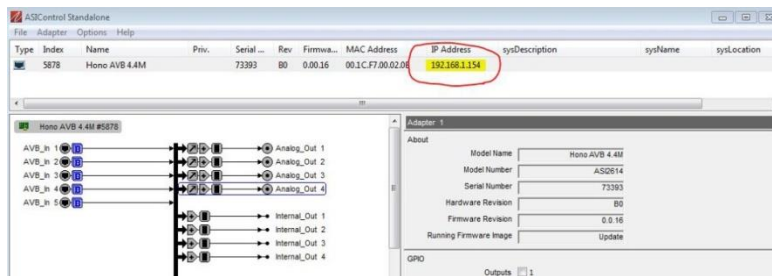 ASIControl Standalone
File Adapter Options Help
Type Index Name Priv. Serial ... Rev Firmwa... MAC Address IP Address sysDescription sysName sysLocation
5878 Hono AVB 4.4M 73393 B0 0.00.16 00.1C.F7.00.02.0E 192.168.1.154
Hono AVB 4.4M #5878
AVB_In 1 Analog_Out 1
AVB_In 2 Analog_Out 2
AVB_In 3 Analog_Out 3
AVB_In 4 Analog_Out 4
AVB_In 5
Internal_Out 1
Internal_Out 2
Internal_Out 3
Internal_Out 4
Adapter 1
About
Model Name Hono AVB 4.4M
Model Number ASI2614
Serial Number 73393
Hardware Revision B0
Firmware Revision 0.0.16
Running Firmware Image Update
GPIO
Outputs 1